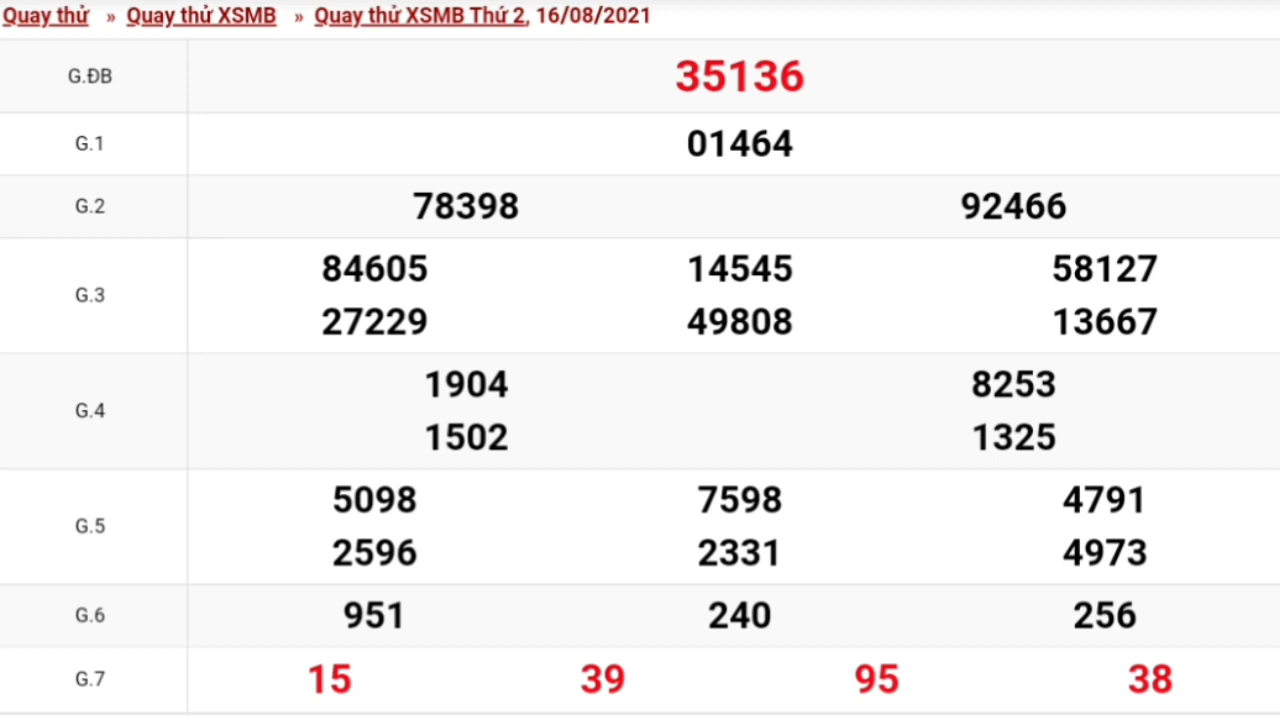 Quay thử » Quay thử XSMB » Quay thử XSMB Thứ 2, 16/08/2021
G.ĐB 35136
G.1 01464
G.2 78398 92466
G.3 84605 14545 58127
27229 49808 13667
G.4 1904 8253
1502 1325
G.5 5098 7598 4791
2596 2331 4973
G.6 951 240 256
G.7 15 39 95 38